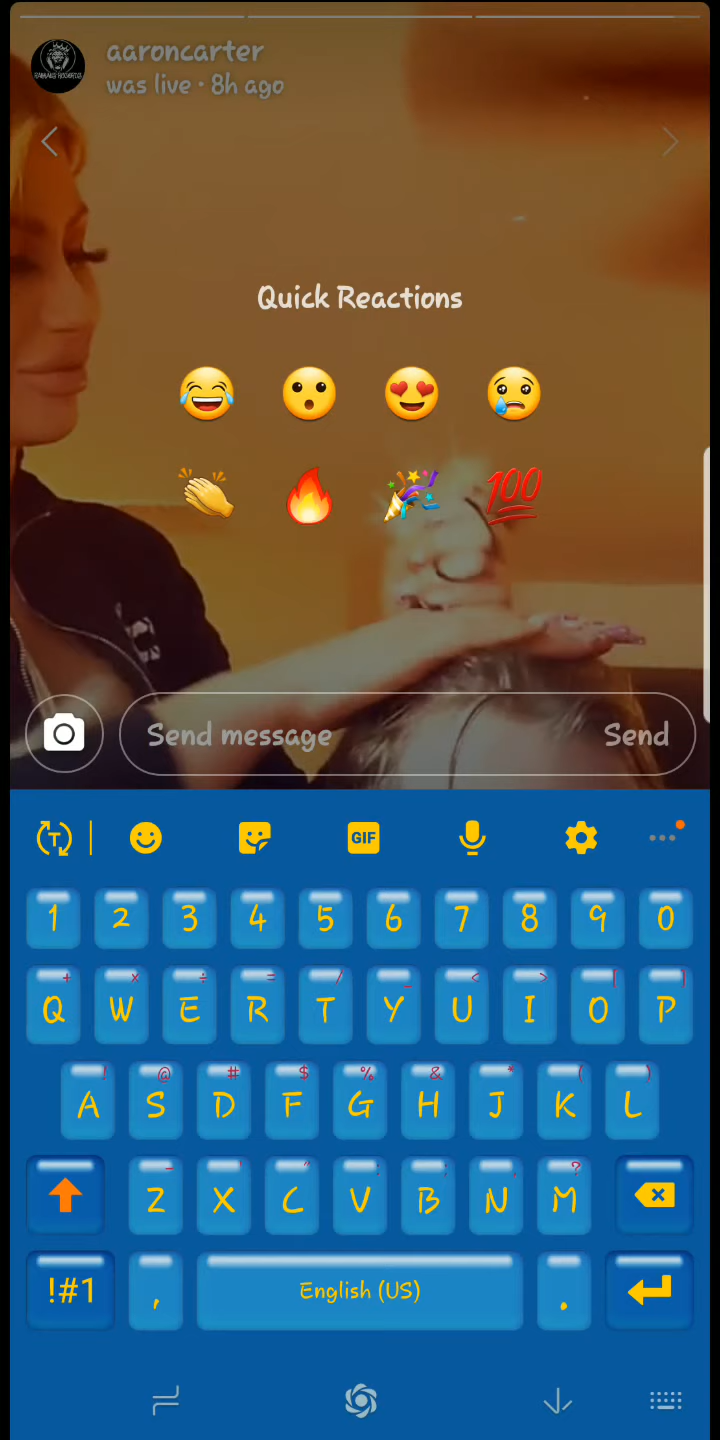 aaroncarter
was live • 8h ago
Quick Reactions
100
Send message Send
T GIF
1 2 3 4 5 6 7 8 9 0
+ × ÷ = / _ < > [ ]
Q W E R T Y U I O P
! @ # $ % & * ( )
A S D F G H J K L
- ' " : ; , ?
Z X C V B N M
!#1 , English (US) .